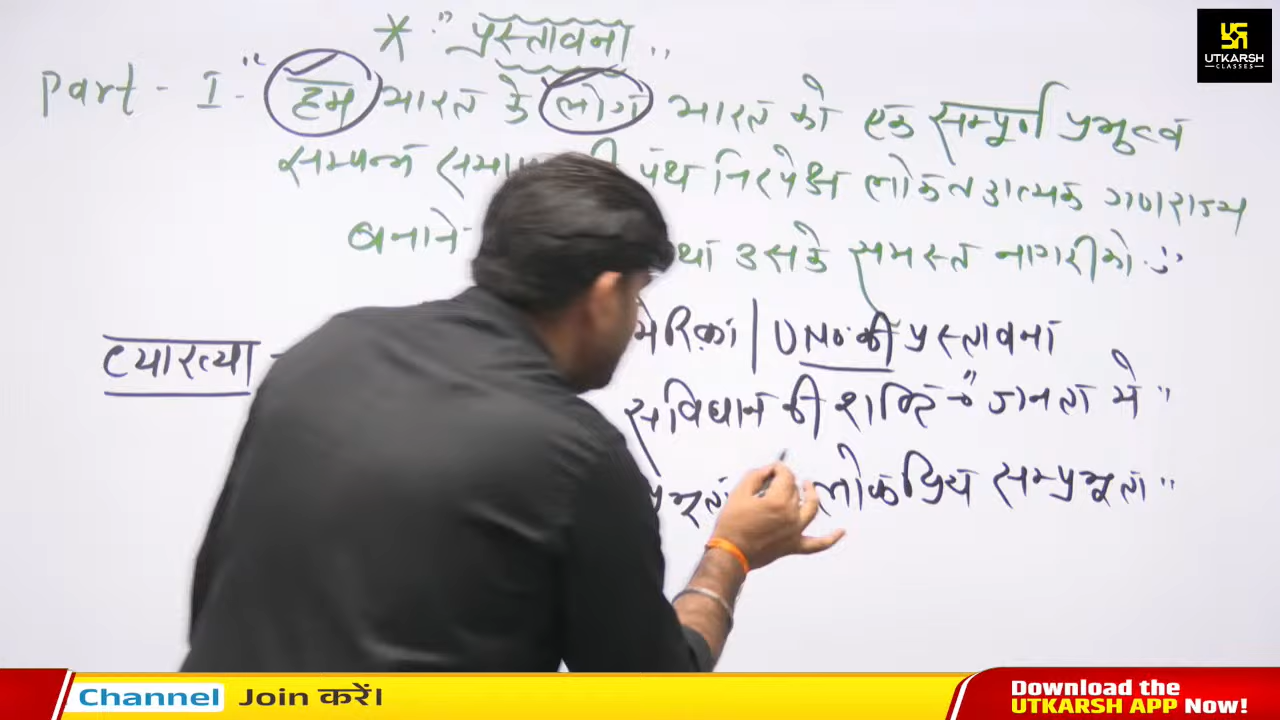 * " प्रस्तावना "
Part - I - " हम भारत के लोग भारत को एक सम्पूर्ण प्रभुत्व
सम्पन्न पंथ निरपेक्ष लोकतंत्रात्मक गणराज्य
बनाने उसके समस्त नागरीको :"
व्याख्या - UNO की प्रस्तावना
सविधान की शक्ति → " जनता में "
लोकप्रिय सम्प्रभूता "
UTKARSH
CLASSES
Channel Join करें।
Download the
UTKARSH APP Now!